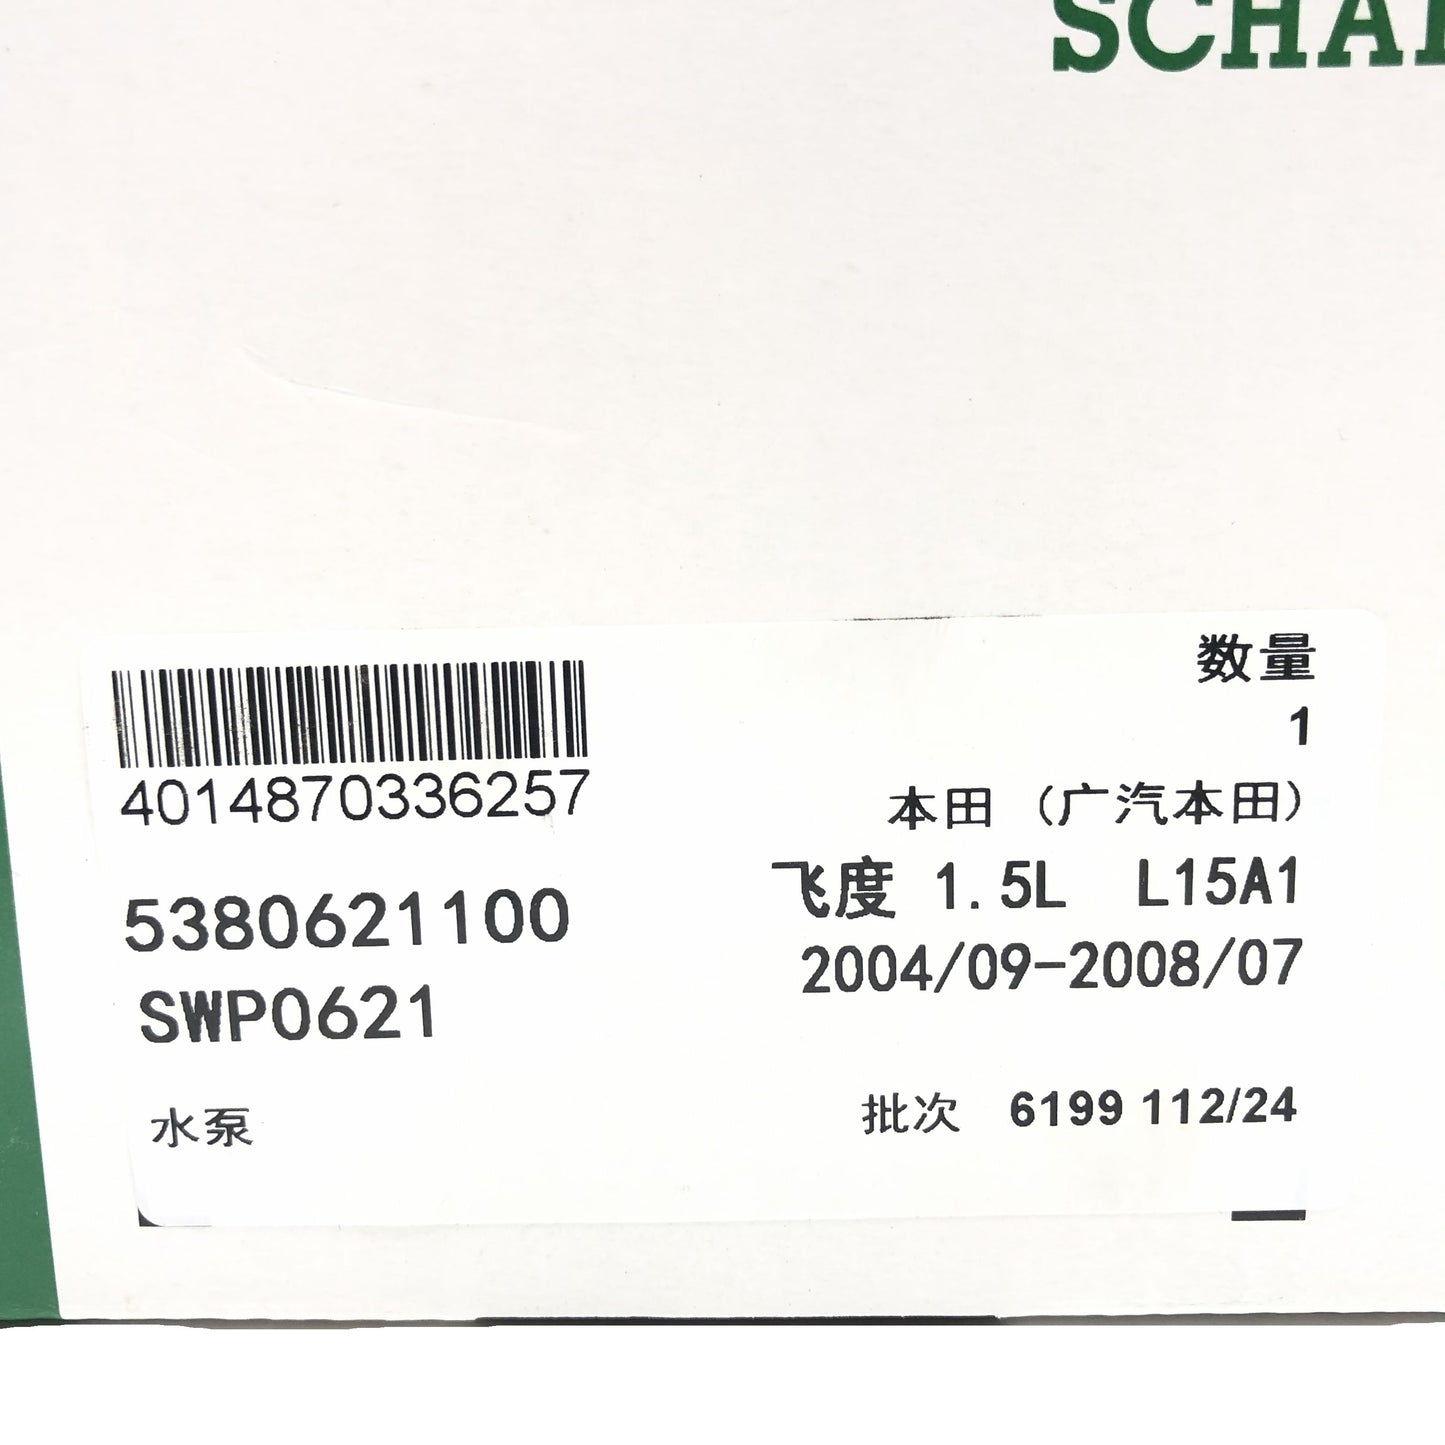 SCHA
数量
1
4014870336257
本田 (广汽本田)
飞度 1.5L L15A1
2004/09-2008/07
5380621100
SWP0621
水泵
批次 6199 112/24